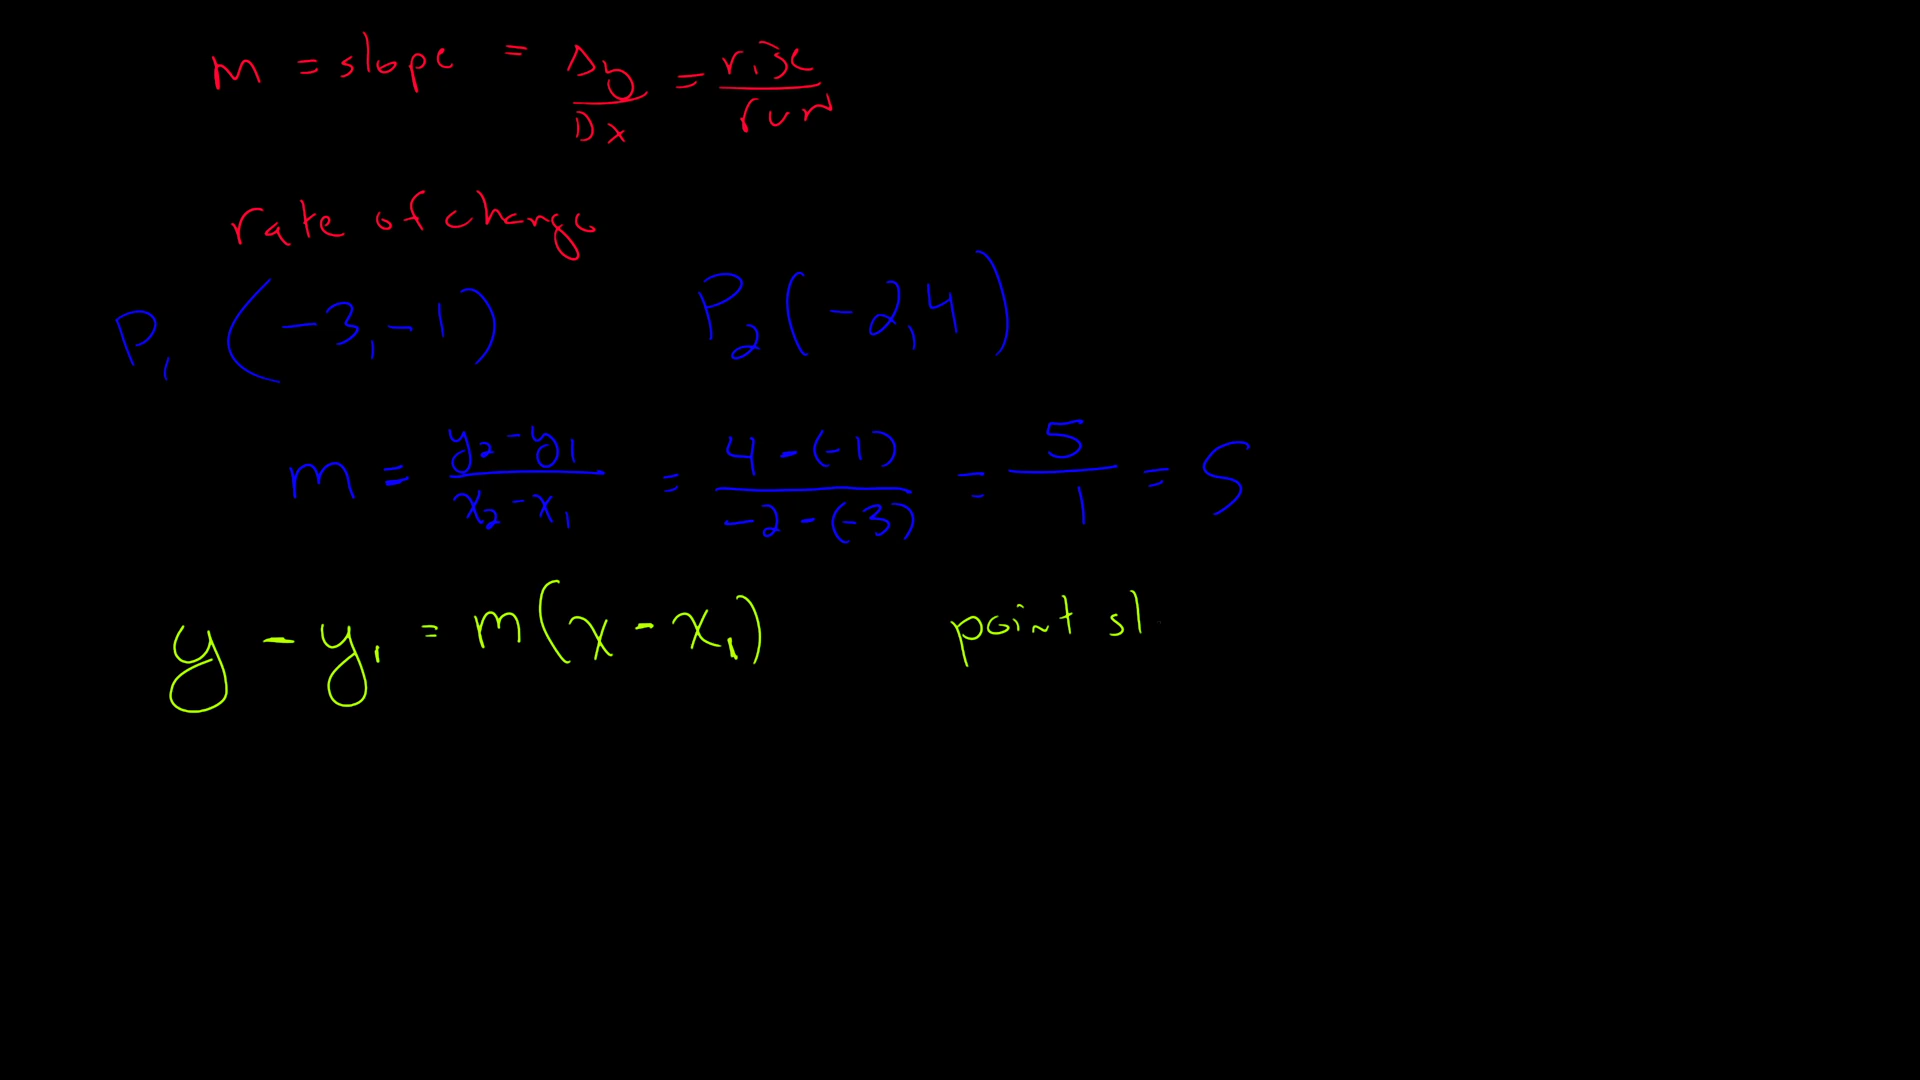 m = slope = Δy/Δx = rise/run
rate of change
P₁ (-3, -1) P₂ (-2, 4)
m = y₂ - y₁ / x₂ - x₁ = 4 - (-1) / -2 - (-3) = 5/1 = 5
y - y₁ = m(x - x₁) point sl